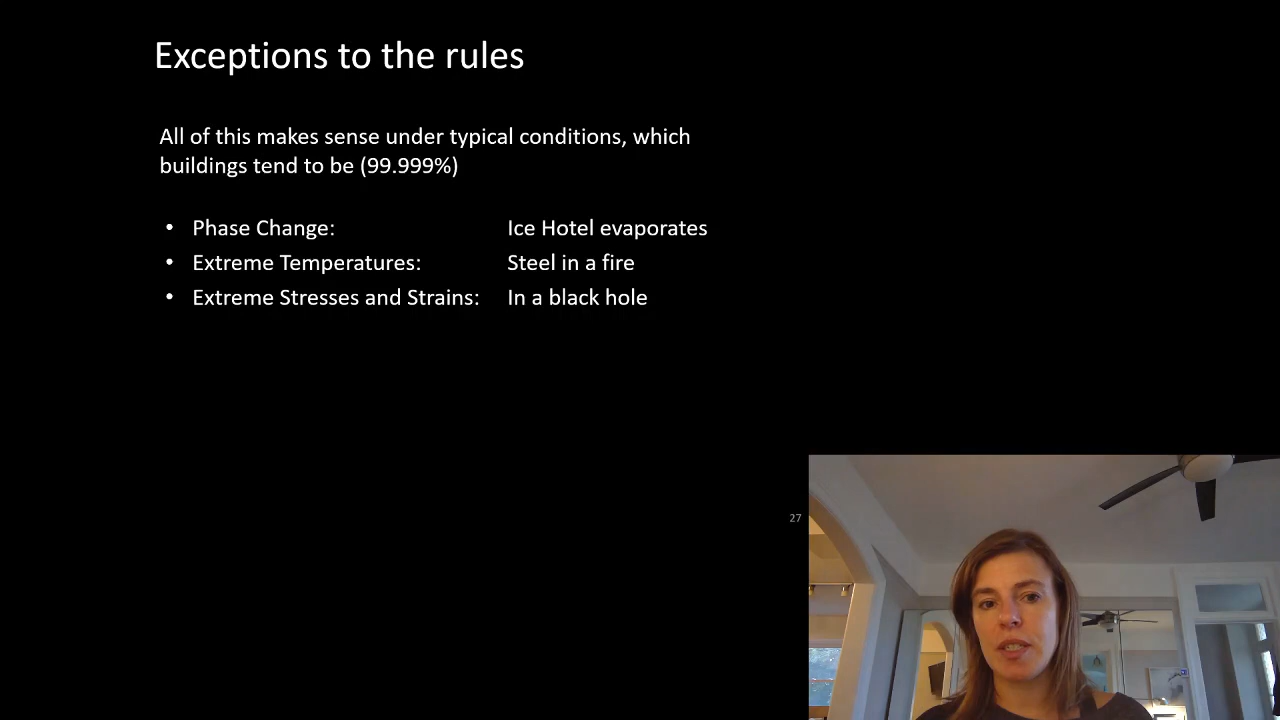 Exceptions to the rules
All of this makes sense under typical conditions, which
buildings tend to be (99.999%)
• Phase Change: Ice Hotel evaporates
• Extreme Temperatures: Steel in a fire
• Extreme Stresses and Strains: In a black hole
27